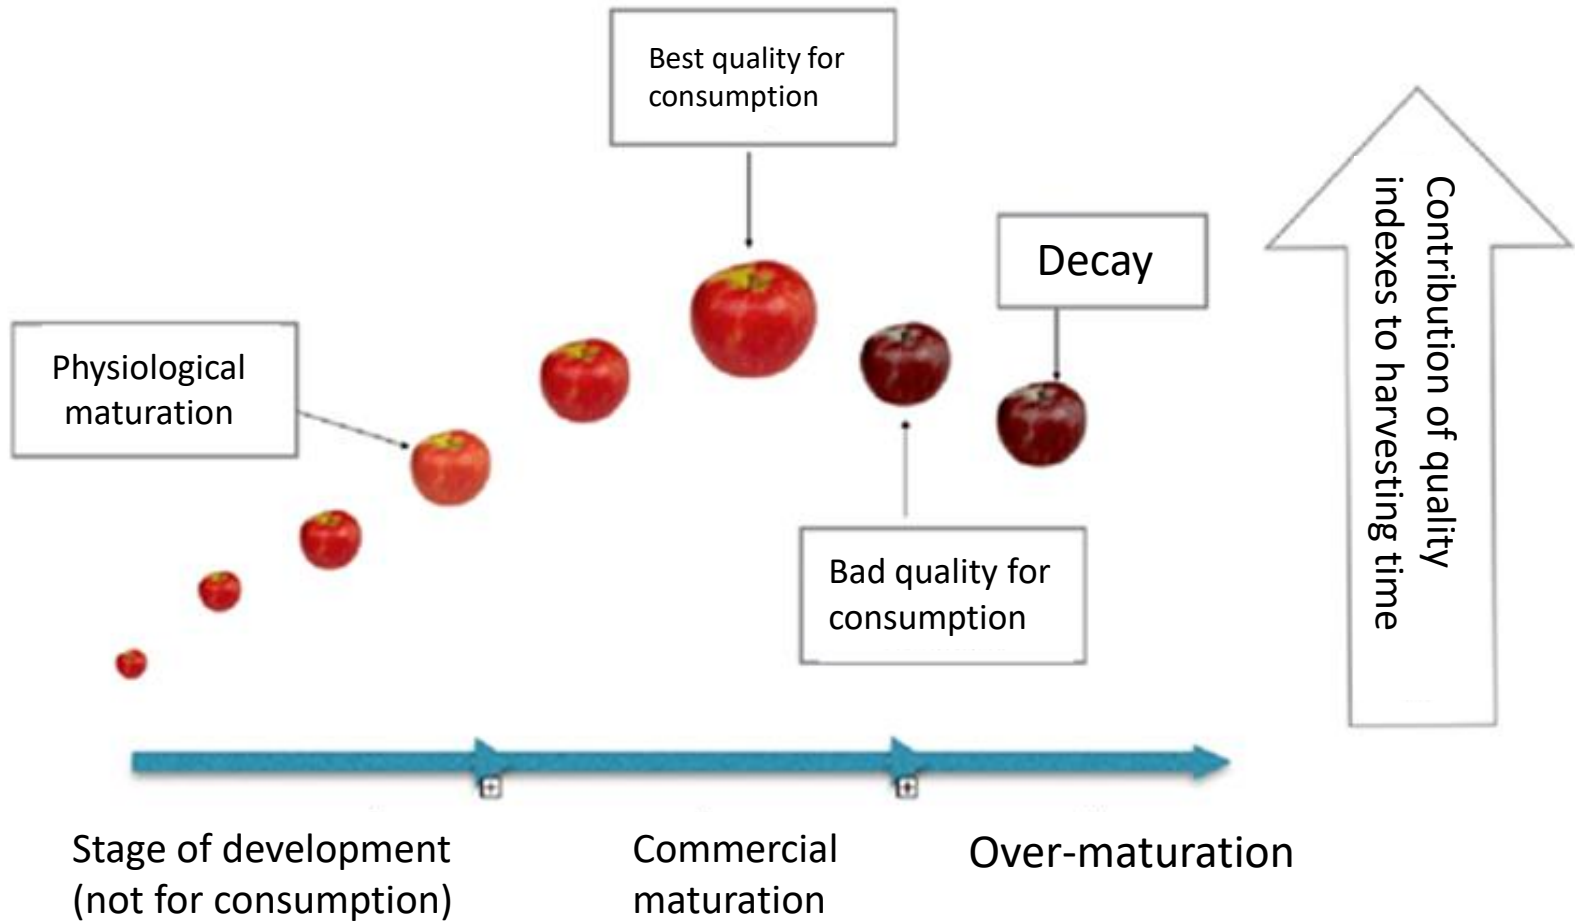 Best quality for
consumption
Decay
Physiological
maturation
Bad quality for
consumption
Contribution of quality
indexes to harvesting time
Stage of development
(not for consumption)
Commercial
maturation
Over-maturation